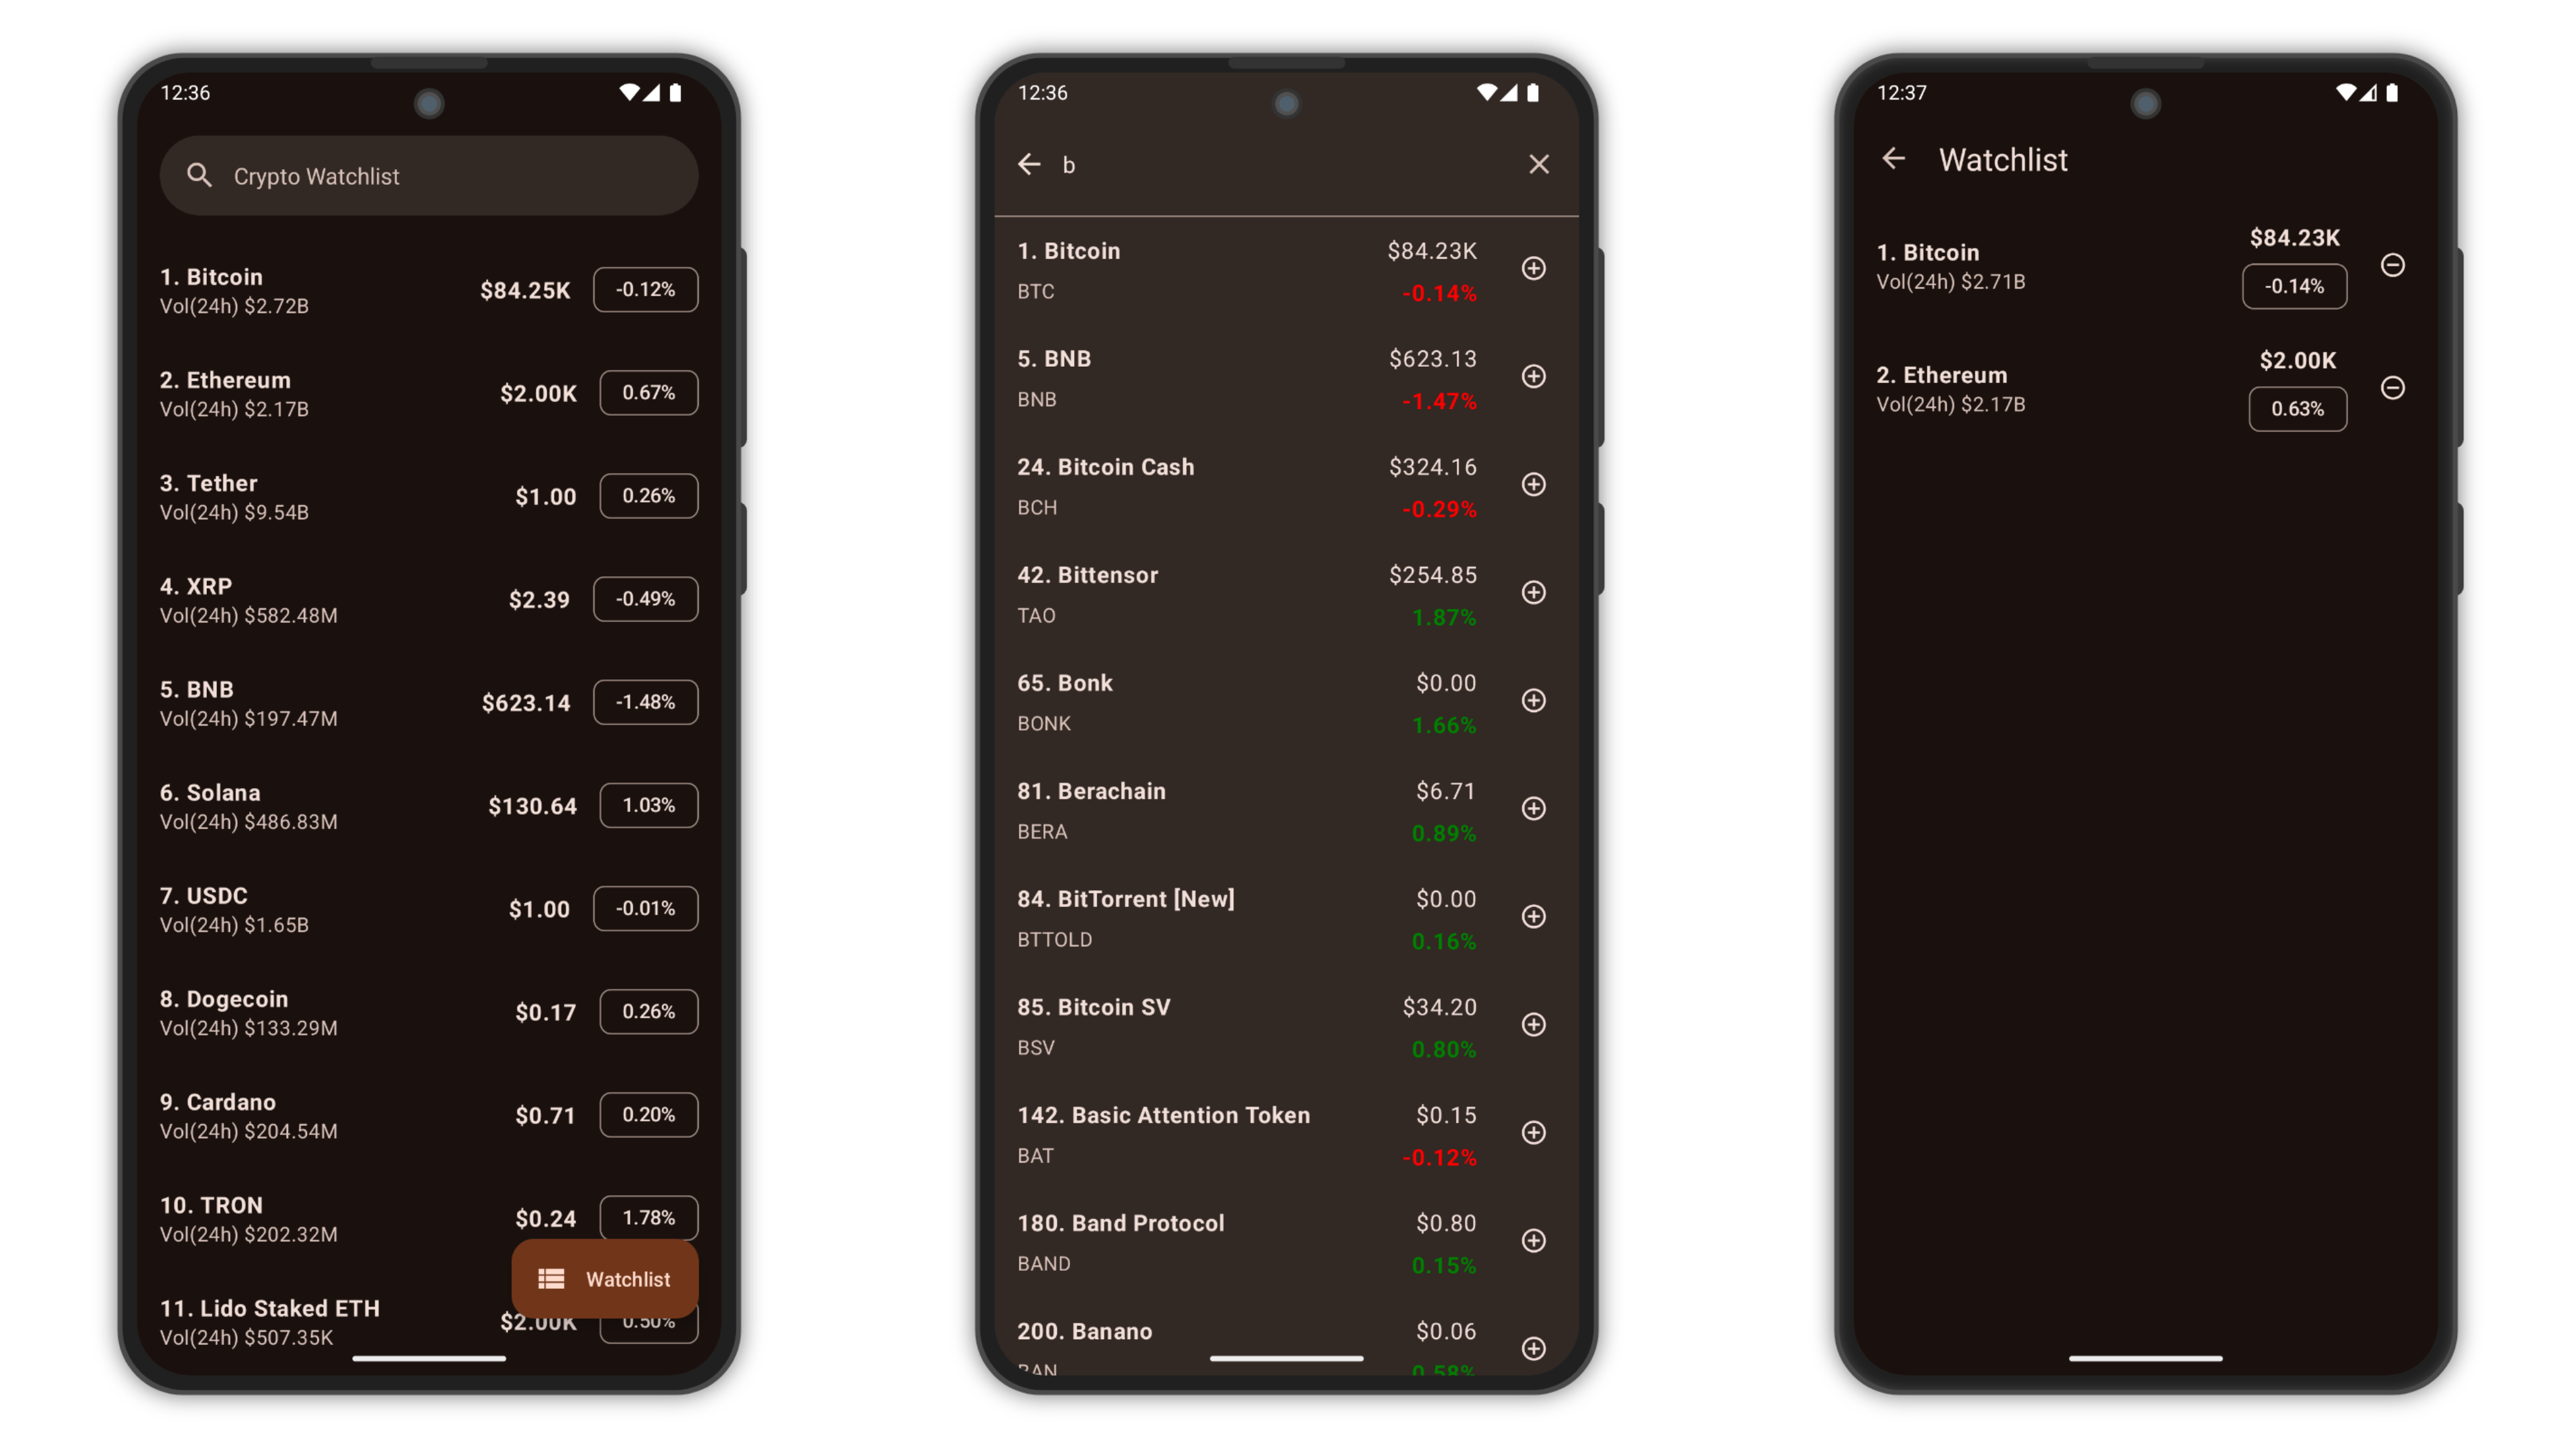 12:36
Crypto Watchlist
1. Bitcoin
Vol(24h) $2.72B
$84.25K
-0.12%
2. Ethereum
Vol(24h) $2.17B
$2.00K
0.67%
3. Tether
Vol(24h) $9.54B
$1.00
0.26%
4. XRP
Vol(24h) $582.48M
$2.39
-0.49%
5. BNB
Vol(24h) $197.47M
$623.14
-1.48%
6. Solana
Vol(24h) $486.83M
$130.64
1.03%
7. USDC
Vol(24h) $1.65B
$1.00
-0.01%
8. Dogecoin
Vol(24h) $133.29M
$0.17
0.26%
9. Cardano
Vol(24h) $204.54M
$0.71
0.20%
10. TRON
Vol(24h) $202.32M
$0.24
1.78%
Watchlist
11. Lido Staked ETH
Vol(24h) $507.35K
$2.00K
0.50%
12:36
b
1. Bitcoin
$84.23K
BTC
-0.14%
5. BNB
$623.13
BNB
-1.47%
24. Bitcoin Cash
$324.16
BCH
-0.29%
42. Bittensor
$254.85
TAO
1.87%
65. Bonk
$0.00
BONK
1.66%
81. Berachain
$6.71
BERA
0.89%
84. BitTorrent [New]
$0.00
BTTOLD
0.16%
85. Bitcoin SV
$34.20
BSV
0.80%
142. Basic Attention Token
$0.15
BAT
-0.12%
180. Band Protocol
$0.80
BAND
0.15%
200. Banano
$0.06
BAN
0.58%
12:37
Watchlist
1. Bitcoin
Vol(24h) $2.71B
$84.23K
-0.14%
2. Ethereum
Vol(24h) $2.17B
$2.00K
0.63%